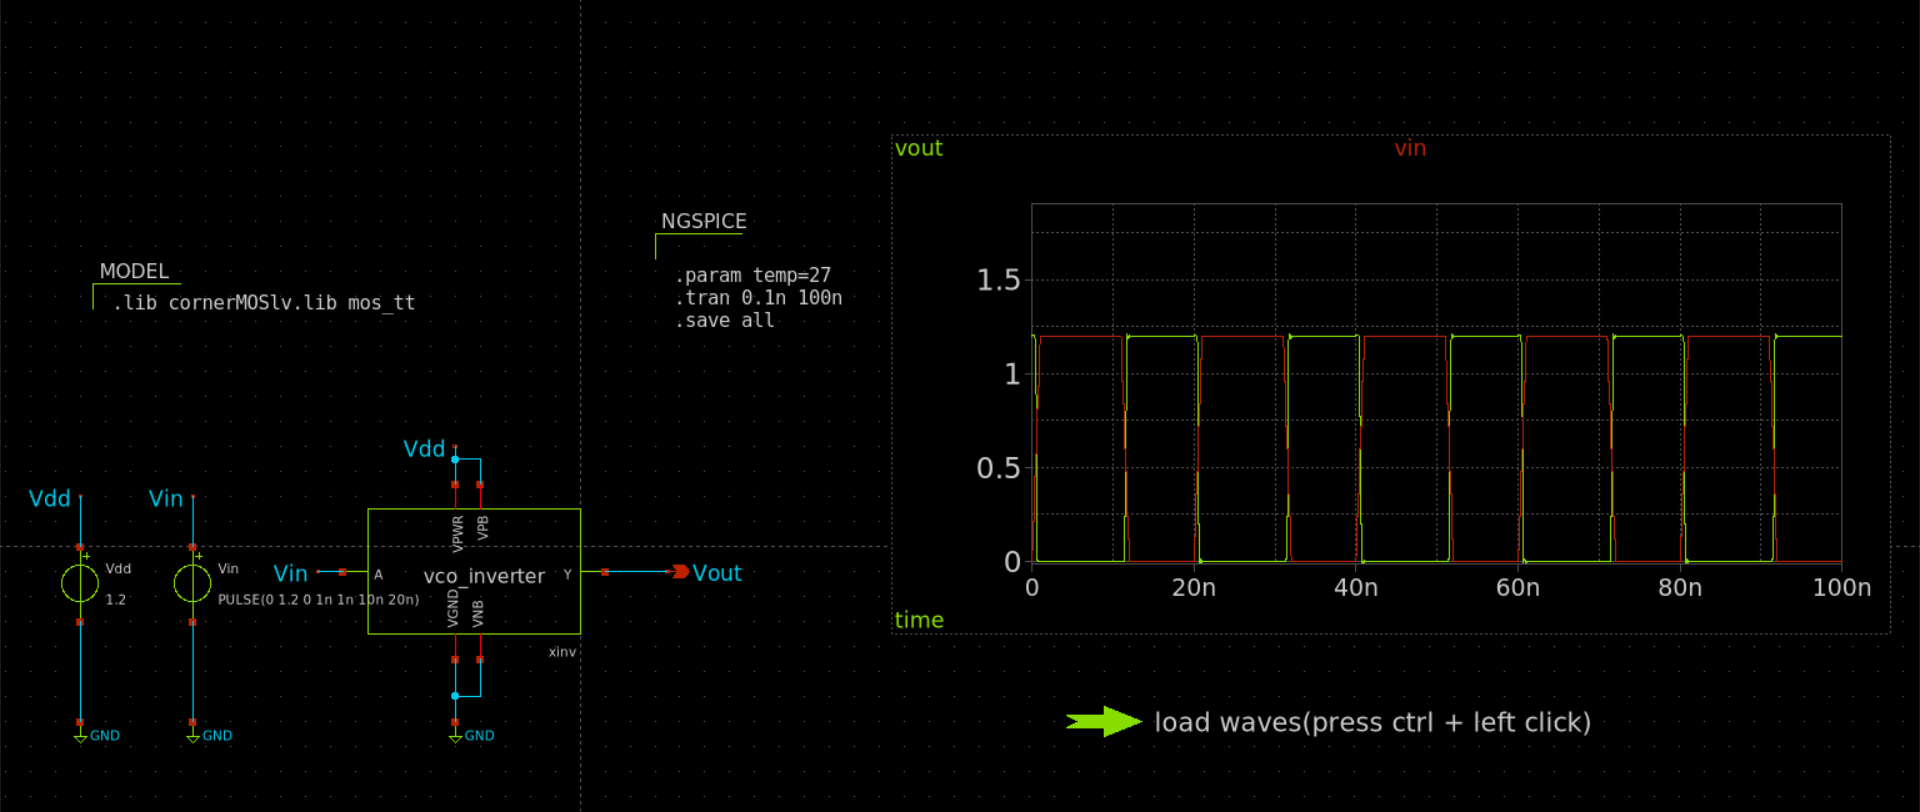 MODEL
.lib cornerMOSlv.lib mos_tt
NGSPICE
.param temp=27
.tran 0.1n 100n
.save all
Vdd
Vdd
1.2
Vin
Vin
PULSE(0 1.2 0 1n 1n 10n 20n)
Vin
Vdd
VPWR
VPB
A
vco_inverter
Y
VGND
VNB
xinv
Vout
GND
GND
GND
vout
vin
1.5
1
0.5
0
0
20n
40n
60n
80n
100n
time
load waves(press ctrl + left click)